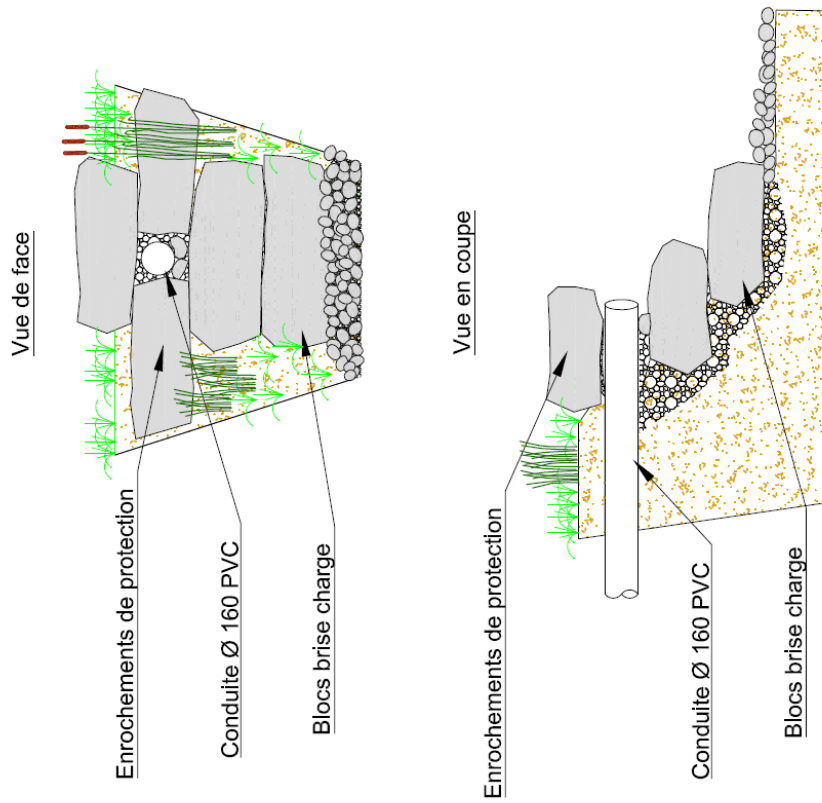 Vue de face
Enrochements de protection
Conduite Ø 160 PVC
Blocs brise charge
Vue en coupe
Enrochements de protection
Conduite Ø 160 PVC
Blocs brise charge